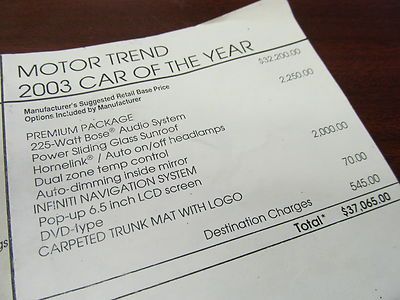 MOTOR TREND
2003 CAR OF THE YEAR
Manufacturer's Suggested Retail Base Price $32,200.00
Options Included by Manufacturer
PREMIUM PACKAGE 2,250.00
225-Watt Bose® Audio System
Power Sliding Glass Sunroof
Homelink® / Auto on/off headlamps
Dual zone temp control
Auto-dimming inside mirror
INFINITI NAVIGATION SYSTEM 2,000.00
Pop-up 6.5 inch LCD screen
DVD-type
CARPETED TRUNK MAT WITH LOGO 70.00
Destination Charges 545.00
Total* $37,065.00